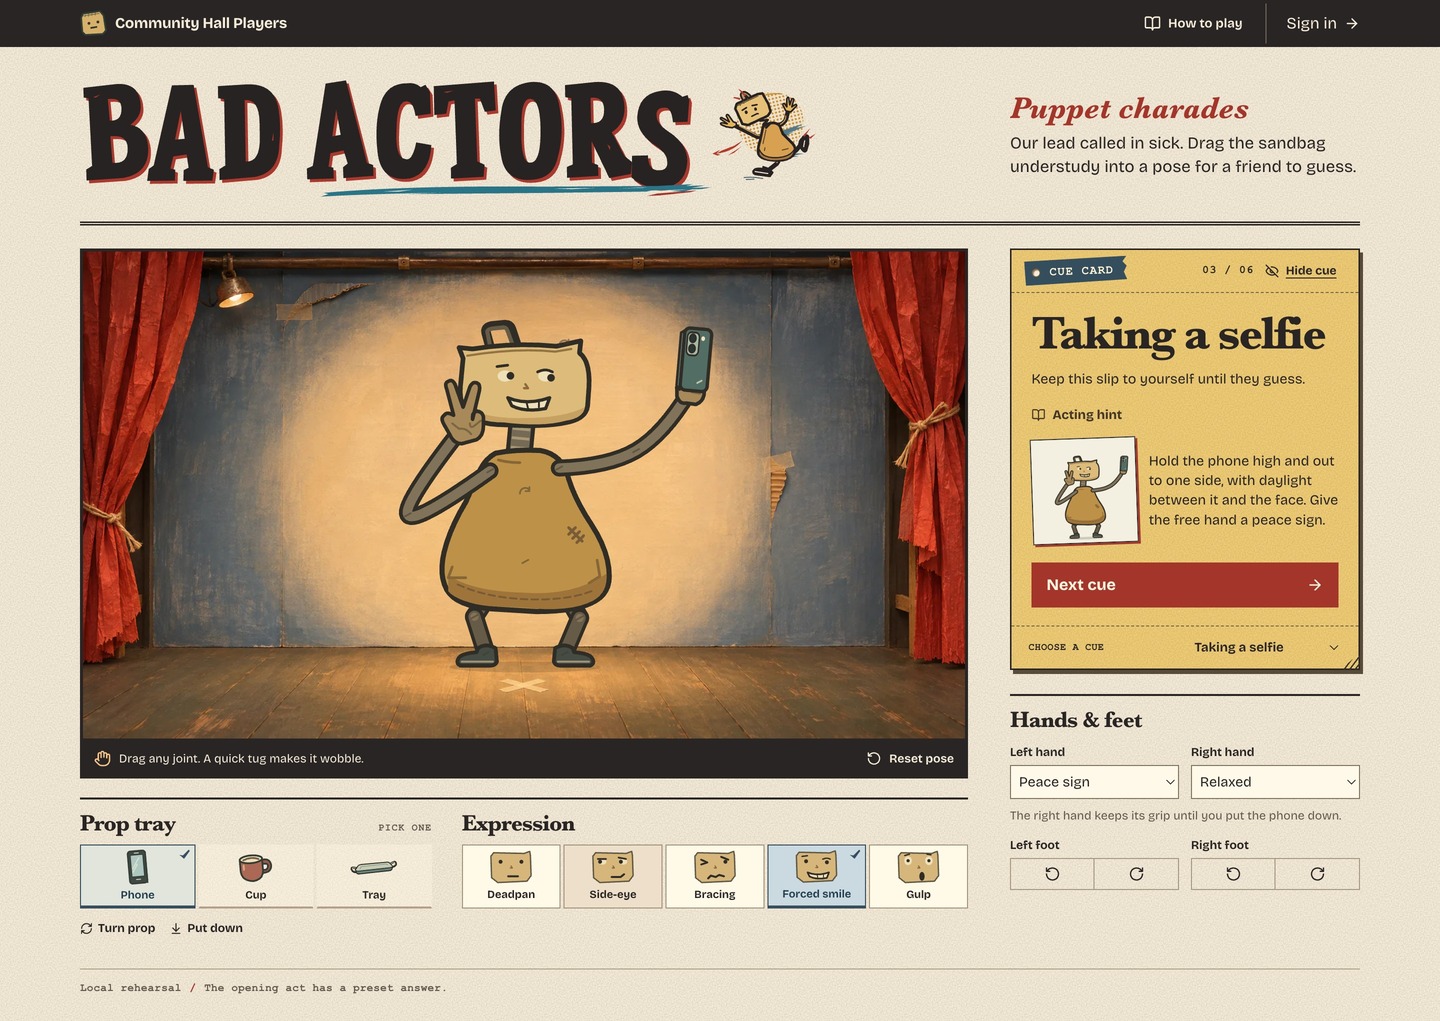 Community Hall Players
How to play
Sign in
BAD ACTORS
Puppet charades
Our lead called in sick. Drag the sandbag
understudy into a pose for a friend to guess.
CUE CARD
03 / 06
Hide cue
Taking a selfie
Keep this slip to yourself until they guess.
Acting hint
Hold the phone high and out
to one side, with daylight
between it and the face. Give
the free hand a peace sign.
Next cue
CHOOSE A CUE
Taking a selfie
Drag any joint. A quick tug makes it wobble.
Reset pose
Prop tray
PICK ONE
Phone
Cup
Tray
Turn prop
Put down
Expression
Deadpan
Side-eye
Bracing
Forced smile
Gulp
Hands & feet
Left hand
Right hand
Peace sign
Relaxed
The right hand keeps its grip until you put the phone down.
Left foot
Right foot
Local rehearsal / The opening act has a preset answer.